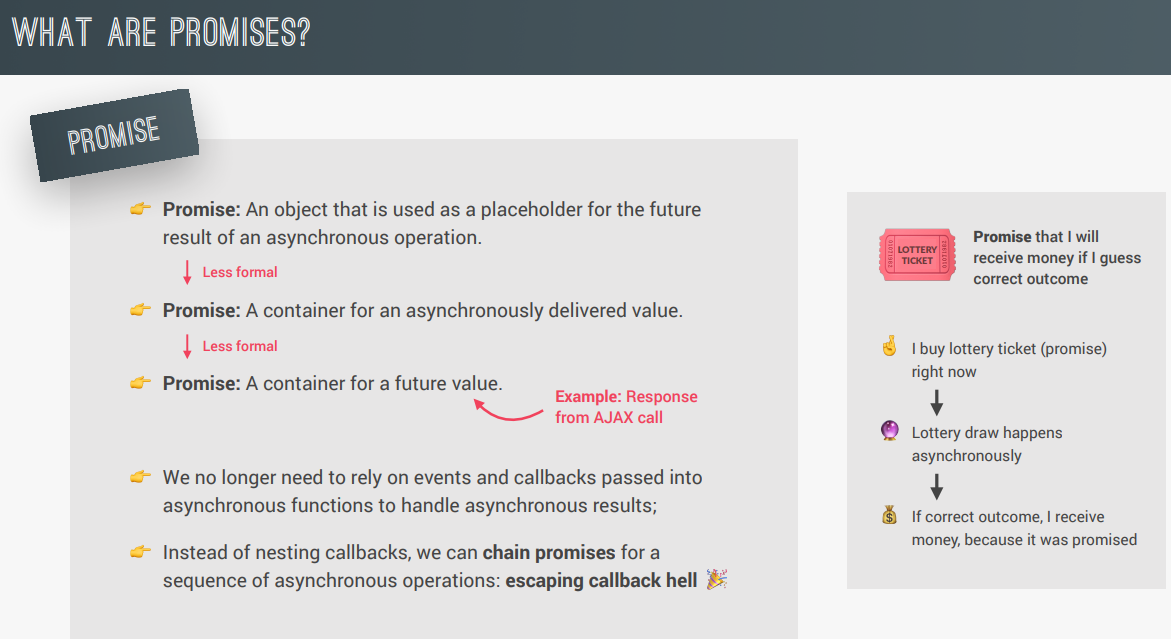 WHAT ARE PROMISES?
PROMISE
👉 Promise: An object that is used as a placeholder for the future
result of an asynchronous operation.
Less formal
👉 Promise: A container for an asynchronously delivered value.
Less formal
👉 Promise: A container for a future value.
Example: Response
from AJAX call
👉 We no longer need to rely on events and callbacks passed into
asynchronous functions to handle asynchronous results;
👉 Instead of nesting callbacks, we can chain promises for a
sequence of asynchronous operations: escaping callback hell 🎉
LOTTERY
TICKET
Promise that I will
receive money if I guess
correct outcome
🤞 I buy lottery ticket (promise)
right now
🔮 Lottery draw happens
asynchronously
💰 If correct outcome, I receive
money, because it was promised